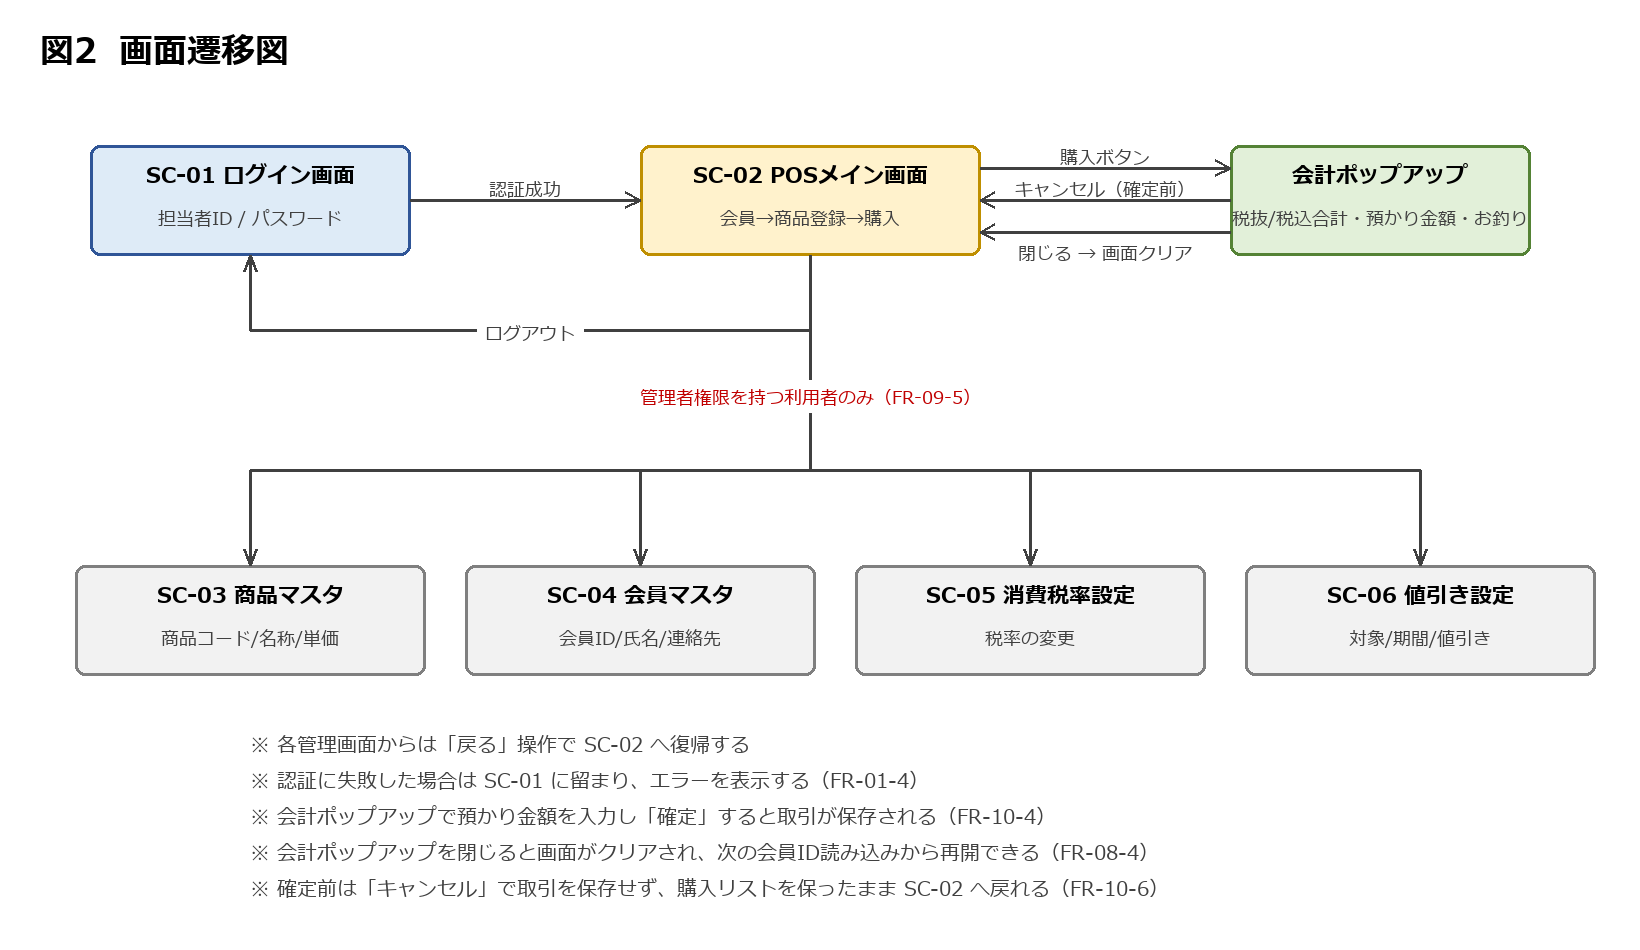 図2 画面遷移図
SC-01 ログイン画面
担当者ID / パスワード
認証成功
SC-02 POSメイン画面
会員→商品登録→購入
購入ボタン
キャンセル（確定前）
閉じる → 画面クリア
会計ポップアップ
税抜/税込合計・預かり金額・お釣り
ログアウト
管理者権限を持つ利用者のみ（FR-09-5）
SC-03 商品マスタ
商品コード/名称/単価
SC-04 会員マスタ
会員ID/氏名/連絡先
SC-05 消費税率設定
税率の変更
SC-06 値引き設定
対象/期間/値引き
※ 各管理画面からは「戻る」操作で SC-02 へ復帰する
※ 認証に失敗した場合は SC-01 に留まり、エラーを表示する（FR-01-4）
※ 会計ポップアップで預かり金額を入力し「確定」すると取引が保存される（FR-10-4）
※ 会計ポップアップを閉じると画面がクリアされ、次の会員ID読み込みから再開できる（FR-08-4）
※ 確定前は「キャンセル」で取引を保存せず、購入リストを保ったまま SC-02 へ戻れる（FR-10-6）